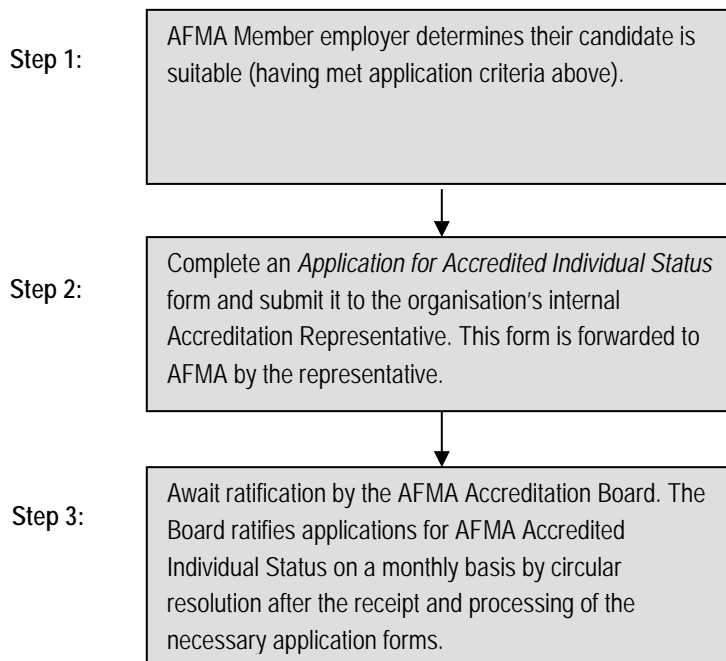 Step 1:
AFMA Member employer determines their candidate is
suitable (having met application criteria above).
Step 2:
Complete an Application for Accredited Individual Status
form and submit it to the organisation's internal
Accreditation Representative. This form is forwarded to
AFMA by the representative.
Step 3:
Await ratification by the AFMA Accreditation Board. The
Board ratifies applications for AFMA Accredited
Individual Status on a monthly basis by circular
resolution after the receipt and processing of the
necessary application forms.